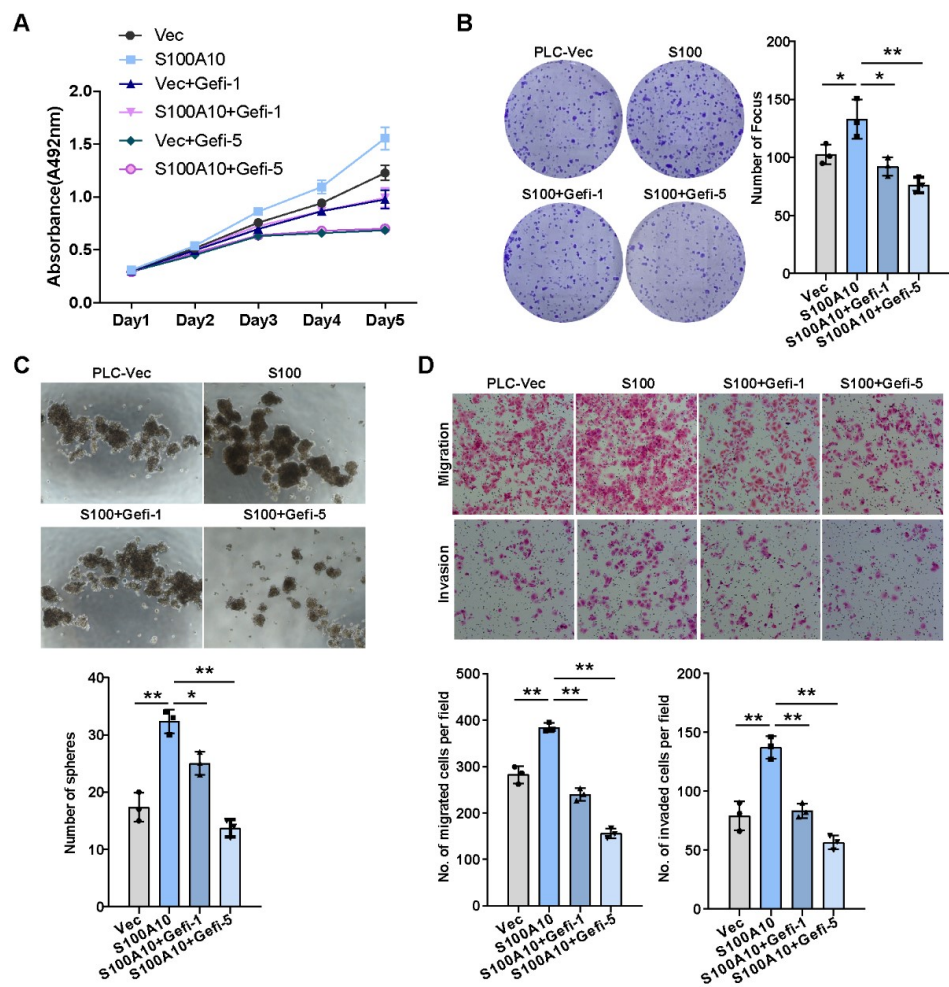 A
Vec
S100A10
Vec+Gefi-1
S100A10+Gefi-1
Vec+Gefi-5
S100A10+Gefi-5
Absorbance(A492nm)
2.0
1.5
1.0
0.5
0.0
Day1 Day2 Day3 Day4 Day5
B
PLC-Vec S100
S100+Gefi-1 S100+Gefi-5
Number of Focus
200
150
100
50
0
* * **
Vec
S100A10
S100A10+Gefi-1
S100A10+Gefi-5
C
PLC-Vec S100
S100+Gefi-1 S100+Gefi-5
Number of spheres
40
30
20
10
0
** * **
Vec
S100A10
S100A10+Gefi-1
S100A10+Gefi-5
D
PLC-Vec S100 S100+Gefi-1 S100+Gefi-5
Migration
Invasion
No. of migrated cells per field
500
400
300
200
100
0
** ** **
Vec
S100A10
S100A10+Gefi-1
S100A10+Gefi-5
No. of invaded cells per field
200
150
100
50
0
** ** **
Vec
S100A10
S100A10+Gefi-1
S100A10+Gefi-5